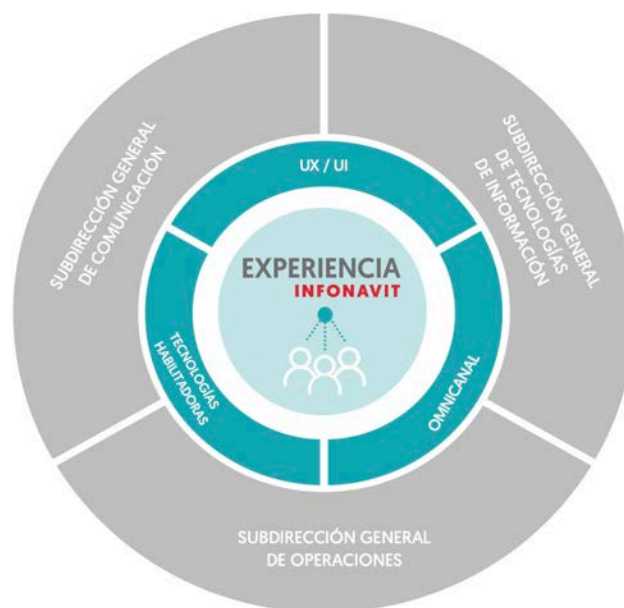 SUBDIRECCIÓN GENERAL
DE COMUNICACIÓN
SUBDIRECCIÓN GENERAL
DE TECNOLOGÍAS
DE INFORMACIÓN
UX / UI
EXPERIENCIA
INFONAVIT
TECNOLOGÍAS
HABILITADORAS
OMNICANAL
SUBDIRECCIÓN GENERAL
DE OPERACIONES